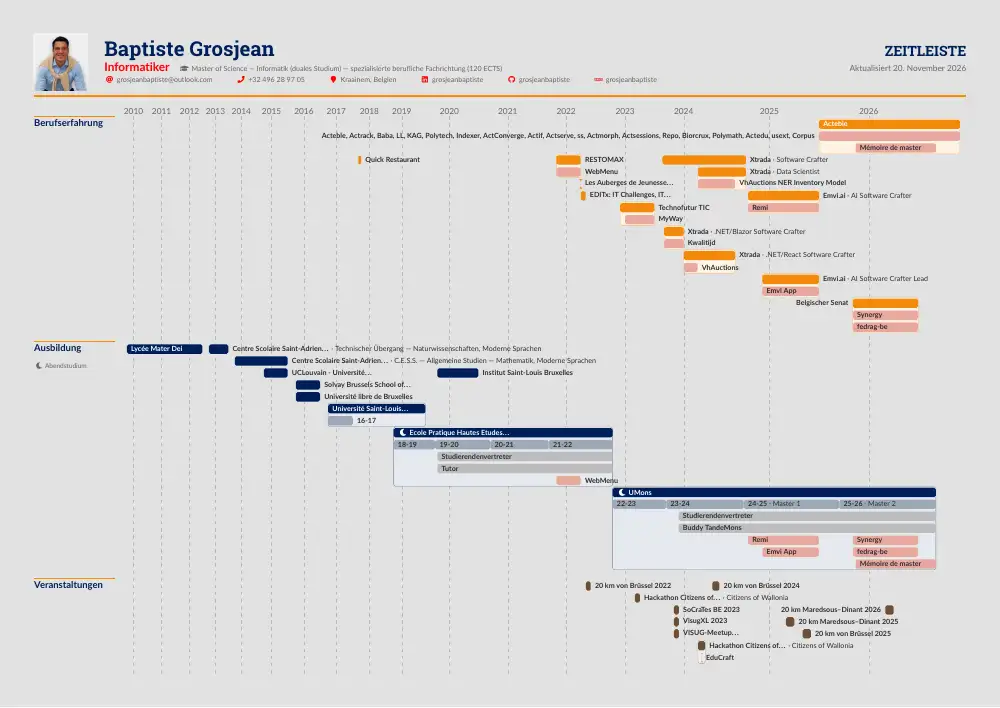 Baptiste Grosjean
ZEITLEISTE
Informatiker Master of Science — Informatik (duales Studium) — spezialisierte berufliche Fachrichtung (120 ECTS)
Aktualisiert 20. November 2026
grosjeanbaptiste@outlook.com +32 496 28 97 05 Kraainem, Belgien grosjeanbaptiste grosjeanbaptiste grosjeanbaptiste
2010 2011 2012 2013 2014 2015 2016 2017 2018 2019 2020 2021 2022 2023 2024 2025 2026
Berufserfahrung
Acteble
Acteble, Actrack, Baba, LL, KAG, Polytech, Indexer, ActConverge, Actif, Actserve, ss, Actmorph, Actsessions, Repo, Biorcrux, Polymath, Actedu, usext, Corpus
Mémoire de master
Quick Restaurant
RESTOMAX
Xtrada · Software Crafter
WebMenu
Xtrada · Data Scientist
Les Auberges de Jeunesse...
VhAuctions NER Inventory Model
EDITx: IT Challenges, IT...
Emvi.ai · AI Software Crafter
Technofutur TIC
Remi
MyWay
Xtrada · .NET/Blazor Software Crafter
Kwalitijd
Xtrada · .NET/React Software Crafter
VhAuctions
Emvi.ai · AI Software Crafter Lead
Emvi App
Belgischer Senat
Synergy
fedrag-be
Ausbildung
Lycée Mater Dei
Centre Scolaire Saint-Adrien... · Technischer Übergang — Naturwissenschaften, Moderne Sprachen
Centre Scolaire Saint-Adrien... · C.E.S.S. — Allgemeine Studien — Mathematik, Moderne Sprachen
Abendstudium
UCLouvain - Université...
Institut Saint-Louis Bruxelles
Solvay Brussels School of...
Université libre de Bruxelles
Université Saint-Louis...
16-17
Ecole Pratique Hautes Etudes...
18-19 19-20 20-21 21-22
Studierendenvertreter
Tutor
WebMenu
UMons
22-23 23-24 24-25 · Master 1 25-26 · Master 2
Studierendenvertreter
Buddy TandeMons
Remi Synergy
Emvi App fedrag-be
Mémoire de master
Veranstaltungen
20 km von Brüssel 2022
20 km von Brüssel 2024
Hackathon Citizens of... · Citizens of Wallonia
SoCraTes BE 2023
20 km Maredsous–Dinant 2026
VisugXL 2023
20 km Maredsous–Dinant 2025
VISUG-Meetup...
20 km von Brüssel 2025
Hackathon Citizens of... · Citizens of Wallonia
EduCraft